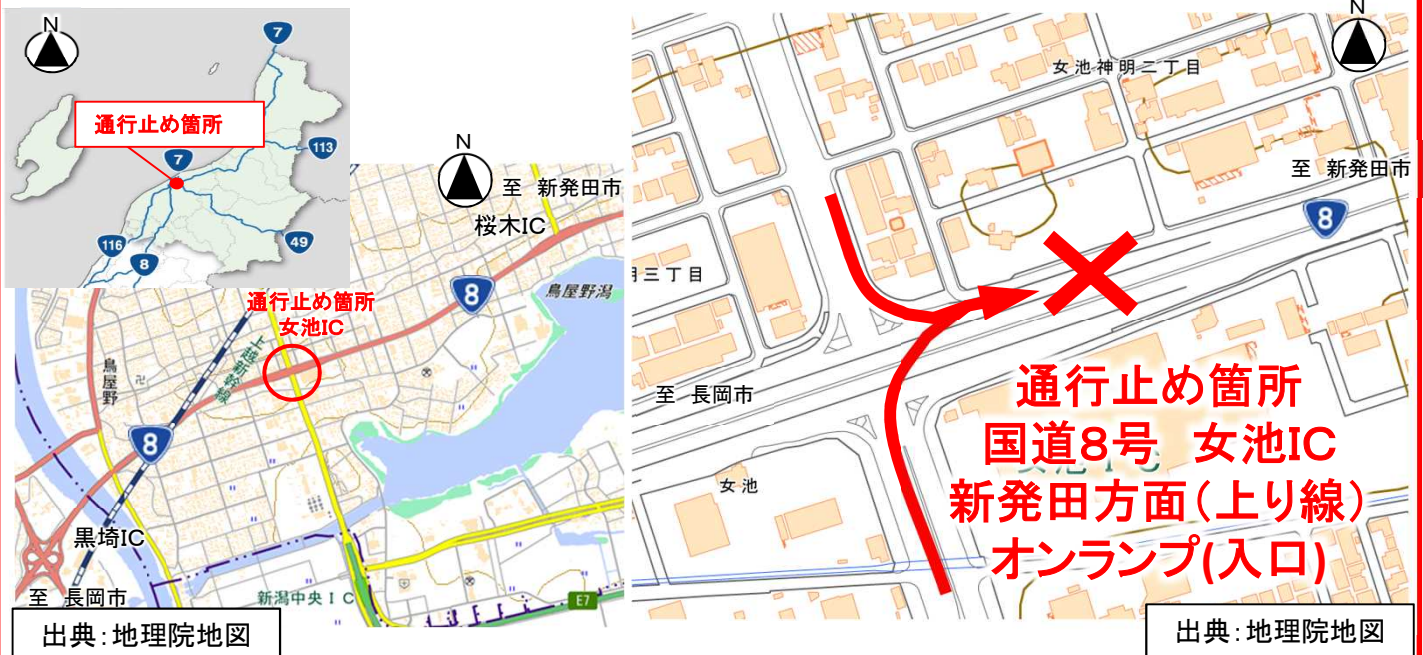 N
7
通行止め箇所
7
113
116
8
49
N
至 新発田市
桜木IC
8
鳥屋野潟
通行止め箇所
女池IC
上越新幹線
鳥屋野
8
黒埼IC
至 長岡市
新潟中央IC
E7
出典:地理院地図
N
女池神明二丁目
至 新発田市
8
三丁目
至 長岡市
女池
通行止め箇所
国道8号 女池IC
女池IC
新発田方面(上り線)
オンランプ(入口)
出典:地理院地図